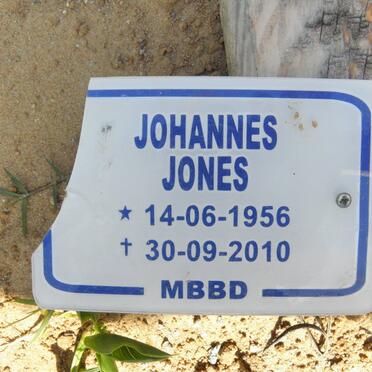 JOHANNES
JONES
★ 14-06-1956
✝ 30-09-2010
MBBD